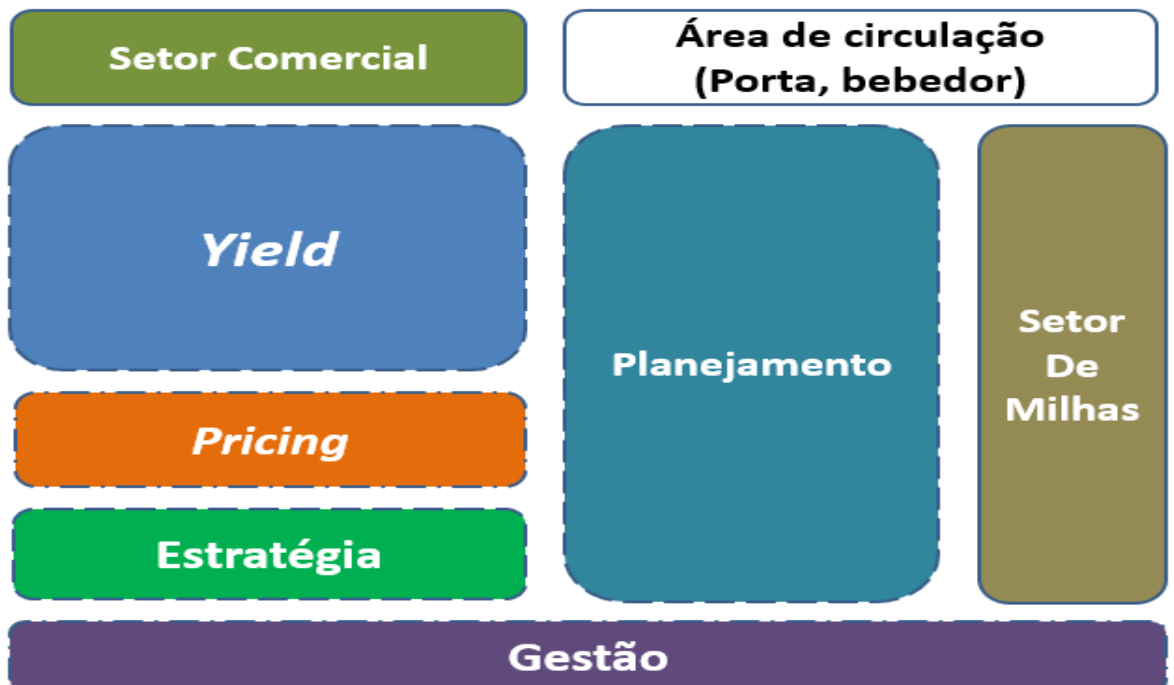 Setor Comercial
Área de circulação
(Porta, bebedor)
Yield
Pricing
Estratégia
Planejamento
Setor
De
Milhas
Gestão